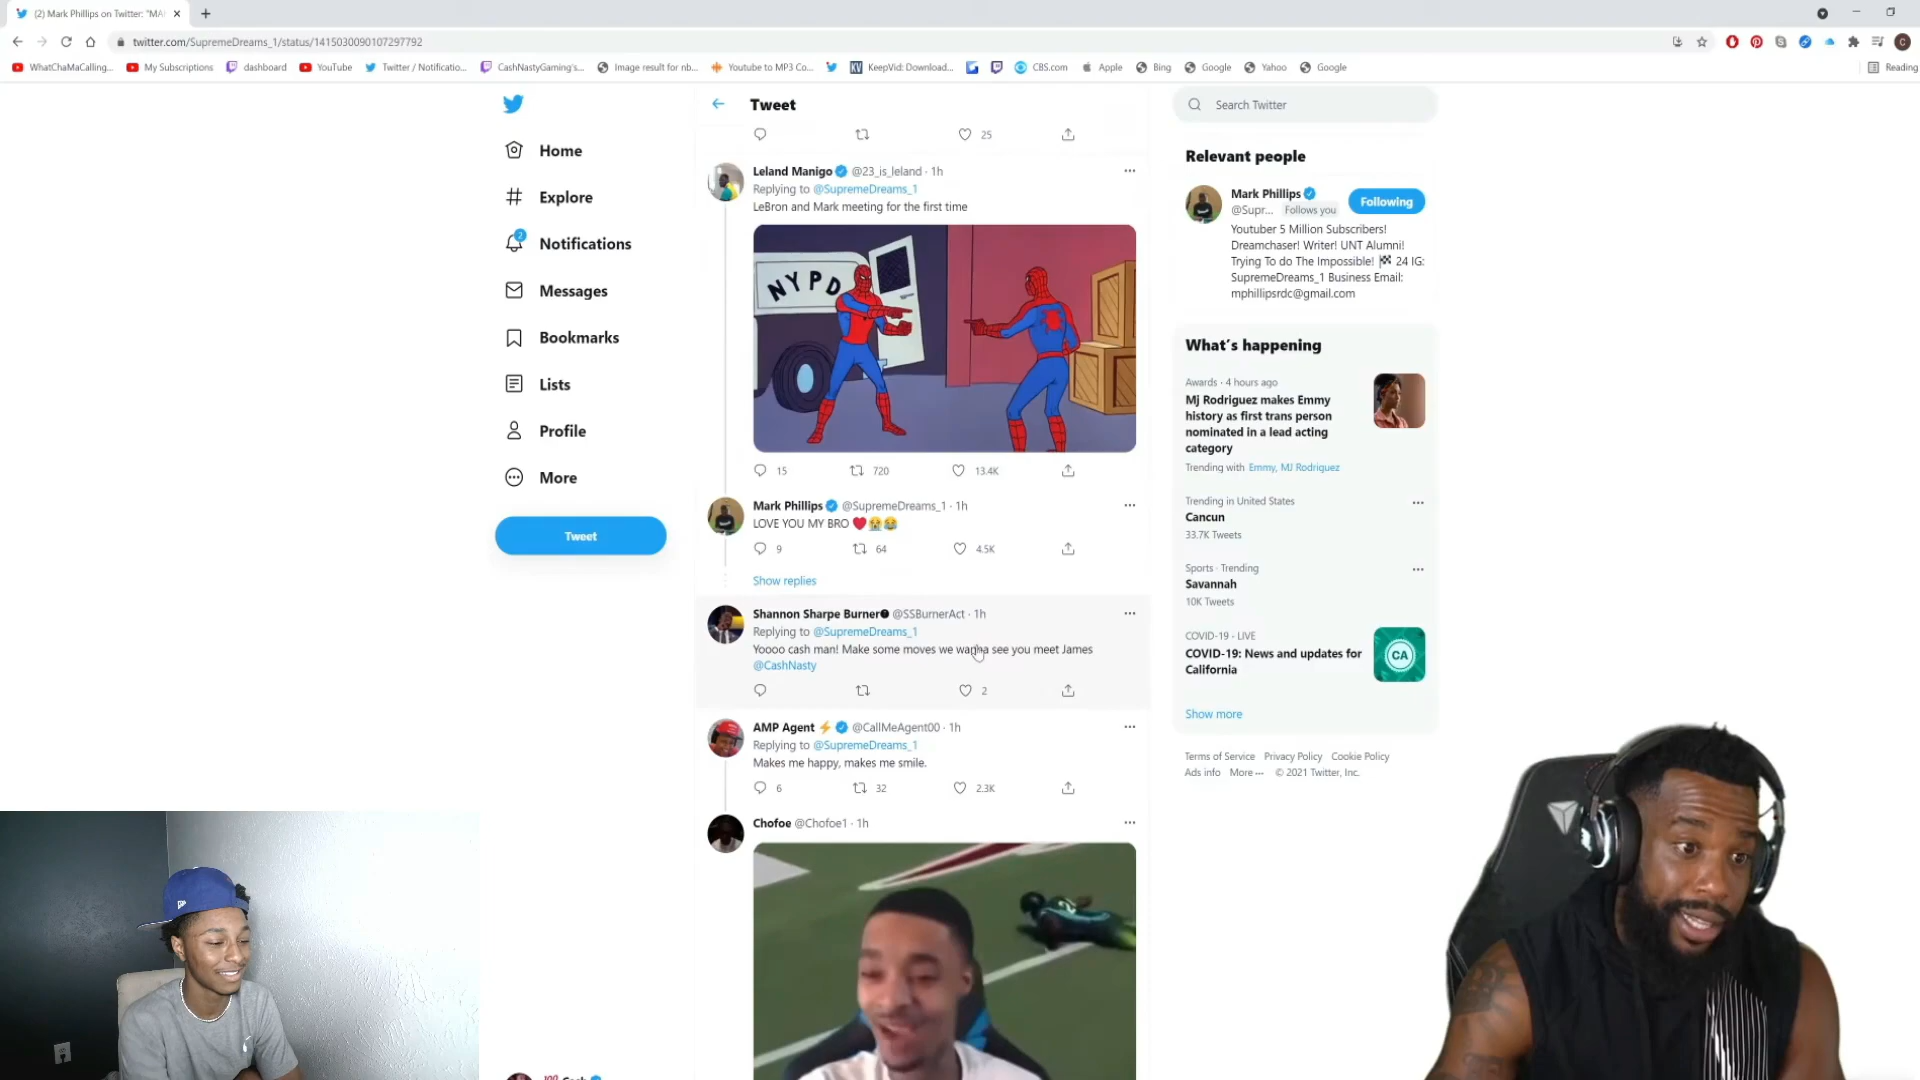 (2) Mark Phillips on Twitter: "MA
twitter.com/SupremeDreams_1/status/1415030090107297792
WhatChaMaCalling...
My Subscriptions
dashboard
YouTube
Twitter / Notificatio...
CashNastyGaming's...
Image result for nb...
Youtube to MP3 Co...
KeepVid: Download...
CBS.com
Apple
Bing
Google
Yahoo
Google
Reading
Home
Explore
2
Notifications
Messages
Bookmarks
Lists
Profile
More
Tweet
Tweet
25
Leland Manigo @23_is_leland · 1h
Replying to @SupremeDreams_1
LeBron and Mark meeting for the first time
NYPD
15 720 13.4K
Mark Phillips @SupremeDreams_1 · 1h
LOVE YOU MY BRO ❤️😭😂
9 64 4.5K
Show replies
Shannon Sharpe Burner @SSBurnerAct · 1h
Replying to @SupremeDreams_1
Yoooo cash man! Make some moves we wanna see you meet James
@CashNasty
2
AMP Agent ⚡ @CallMeAgent00 · 1h
Replying to @SupremeDreams_1
Makes me happy, makes me smile.
6 32 2.3K
Chofoe @Chofoe1 · 1h
Search Twitter
Relevant people
Mark Phillips
@Supr... Follows you
Following
Youtuber 5 Million Subscribers!
Dreamchaser! Writer! UNT Alumni!
Trying To do The Impossible! 🏁 24 IG:
SupremeDreams_1 Business Email:
mphillipsrdc@gmail.com
What's happening
Awards · 4 hours ago
Mj Rodriguez makes Emmy
history as first trans person
nominated in a lead acting
category
Trending with Emmy, MJ Rodriguez
Trending in United States
Cancun
33.7K Tweets
Sports · Trending
Savannah
10K Tweets
COVID-19 · LIVE
COVID-19: News and updates for
California
CA
Show more
Terms of Service Privacy Policy Cookie Policy
Ads info More ··· © 2021 Twitter, Inc.